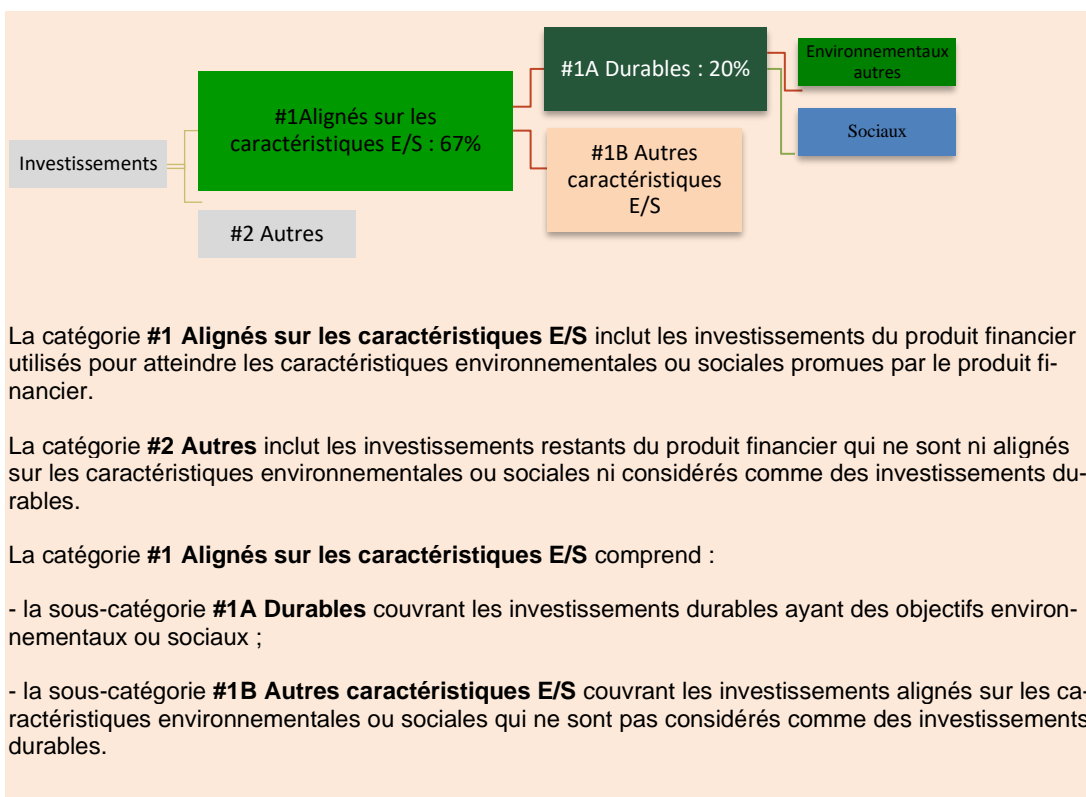 Investissements
#1Alignés sur les
caractéristiques E/S : 67%
#2 Autres
#1A Durables : 20%
#1B Autres
caractéristiques
E/S
Environnementaux
autres
Sociaux
La catégorie #1 Alignés sur les caractéristiques E/S inclut les investissements du produit financier
utilisés pour atteindre les caractéristiques environnementales ou sociales promues par le produit fi-
nancier.
La catégorie #2 Autres inclut les investissements restants du produit financier qui ne sont ni alignés
sur les caractéristiques environnementales ou sociales ni considérés comme des investissements du-
rables.
La catégorie #1 Alignés sur les caractéristiques E/S comprend :
- la sous-catégorie #1A Durables couvrant les investissements durables ayant des objectifs environ-
nementaux ou sociaux ;
- la sous-catégorie #1B Autres caractéristiques E/S couvrant les investissements alignés sur les ca-
ractéristiques environnementales ou sociales qui ne sont pas considérés comme des investissements
durables.